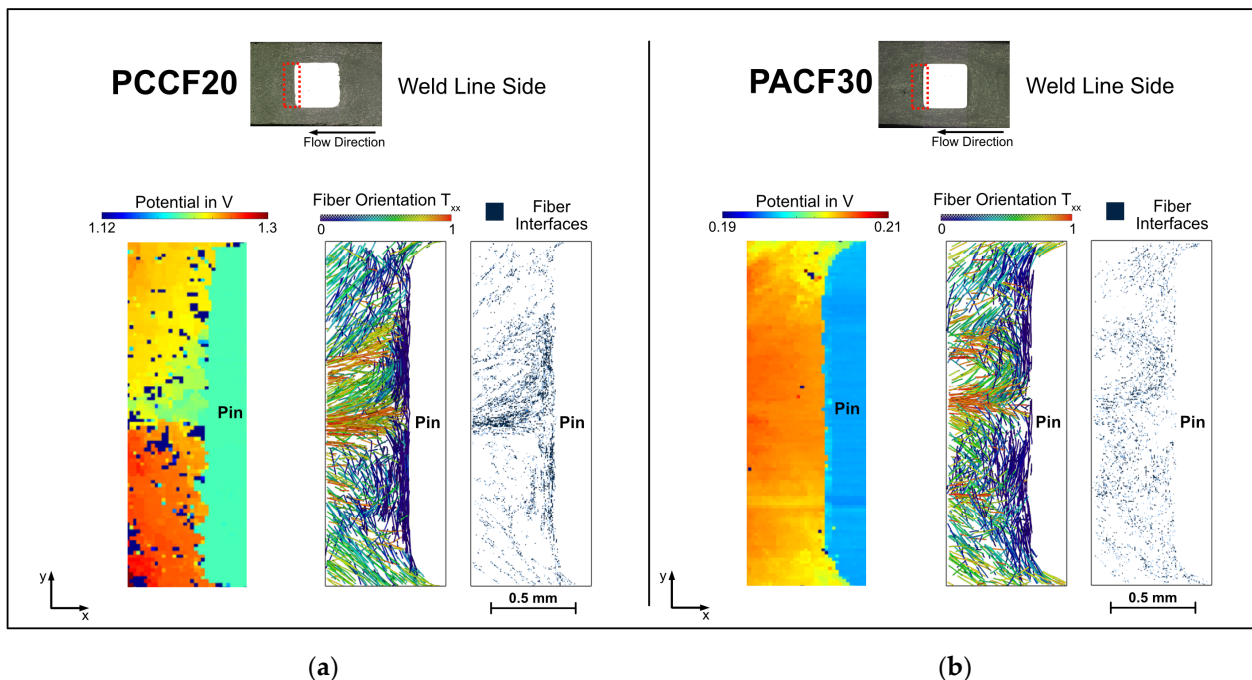 PCCF20
Weld Line Side
Flow Direction
Potential in V
1.12
1.3
Fiber Orientation Txx
0
1
Fiber
Interfaces
Pin
Pin
Pin
y
x
0.5 mm
(a)
PACF30
Weld Line Side
Flow Direction
Potential in V
0.19
0.21
Fiber Orientation Txx
0
1
Fiber
Interfaces
Pin
Pin
Pin
y
x
0.5 mm
(b)